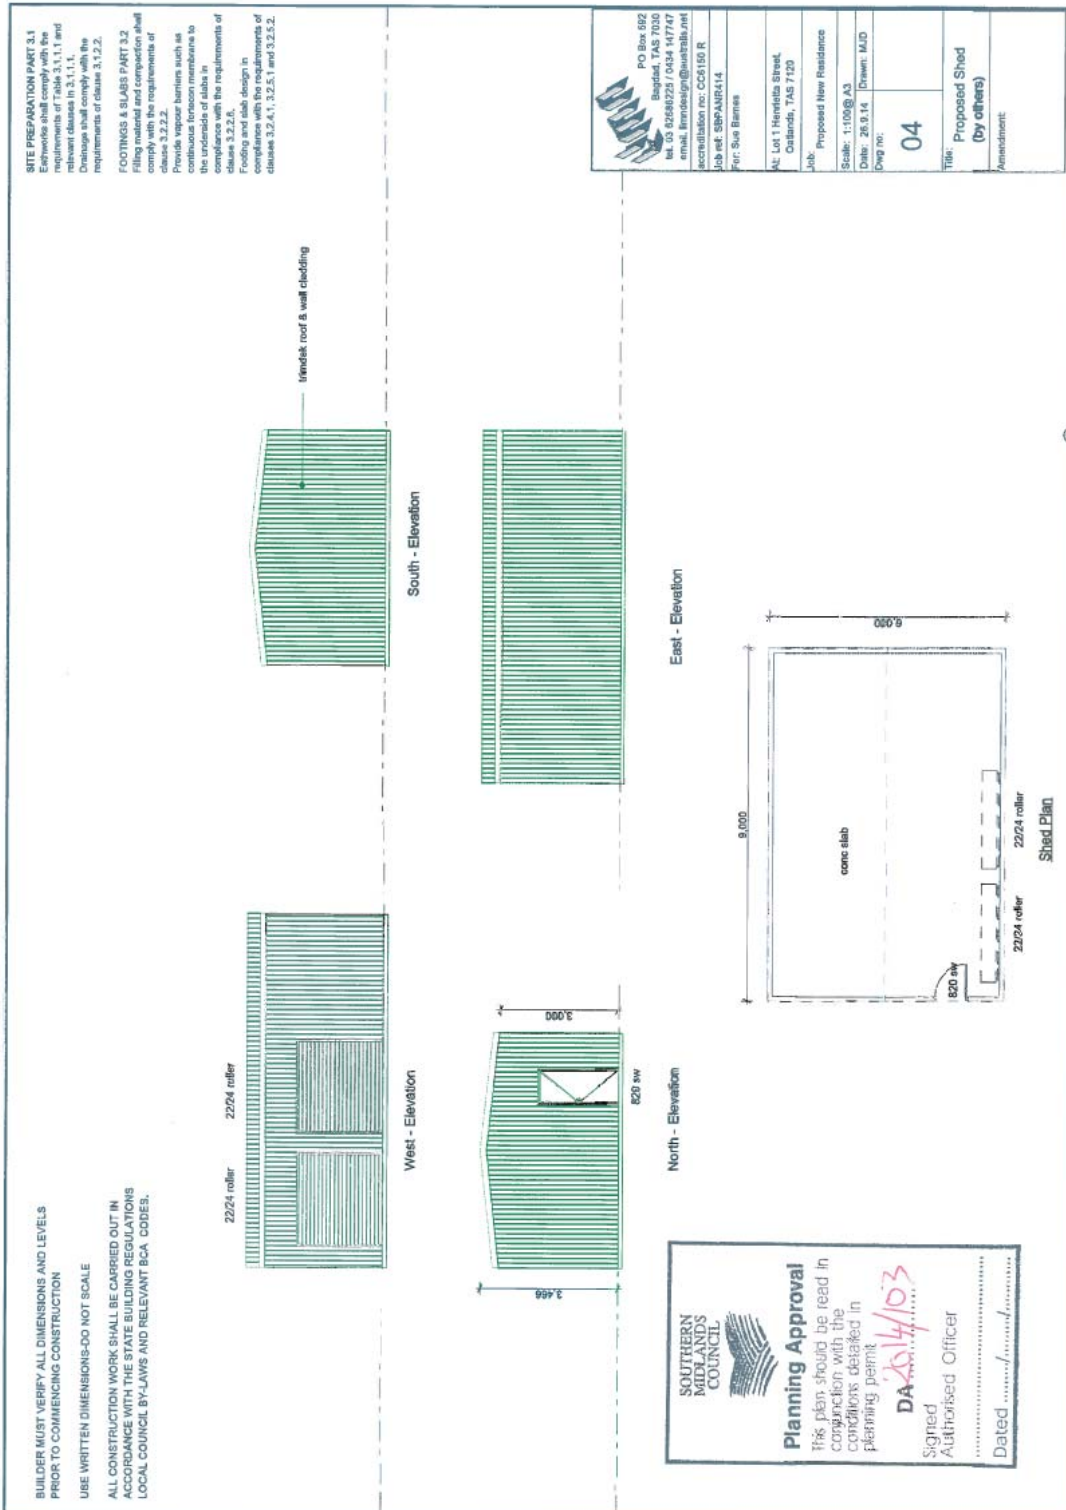 BUILDER MUST VERIFY ALL DIMENSIONS AND LEVELS
PRIOR TO COMMENCING CONSTRUCTION
USE WRITTEN DIMENSIONS-DO NOT SCALE
ALL CONSTRUCTION WORK SHALL BE CARRIED OUT IN
ACCORDANCE WITH THE STATE BUILDING REGULATIONS
LOCAL COUNCIL BY-LAWS AND RELEVANT BCA CODES.
SITE PREPARATION PART 3.1
Earthworks shall comply with the
requirements of Table 3.1.1.1 and
relevant clauses in 3.1.1.1.
Drainage shall comply with the
requirements of clause 3.1.2.2.
FOOTINGS & SLABS PART 3.2
Filling material and compaction shall
comply with the requirements of
clause 3.2.2.2.
Provide vapour barriers such as
continuous fortecon membrane to
the underside of slabs in
compliance with the requirements of
clause 3.2.2.6.
Footing and slab design in
compliance with the requirements of
clauses 3.2.4.1, 3.2.5.1 and 3.2.5.2.
22/24 roller
22/24 roller
West - Elevation
trimdek roof & wall cladding
South - Elevation
3,466
3,000
820 sw
North - Elevation
East - Elevation
9,000
6,000
conc slab
820 sw
22/24 roller
22/24 roller
Shed Plan
SOUTHERN
MIDLANDS
COUNCIL
Planning Approval
This plan should be read in
conjunction with the
conditions detailed in
planning permit
DA 2014/103
Signed
Authorised Officer
Dated ......../......../........
PO Box 692
Bagdad, TAS 7030
tel. 03 62686225 / 0434 147747
accreditation no: CC6150 R
Job ref: SBPANR414
For: Sue Barnes
At: Lot 1 Henrietta Street,
Oatlands, TAS 7120
Job: Proposed New Residance
Scale: 1:100@ A3
Date: 26.9.14 Drawn: MJD
Dwg no:
04
Title: Proposed Shed
(by others)
Amendment: